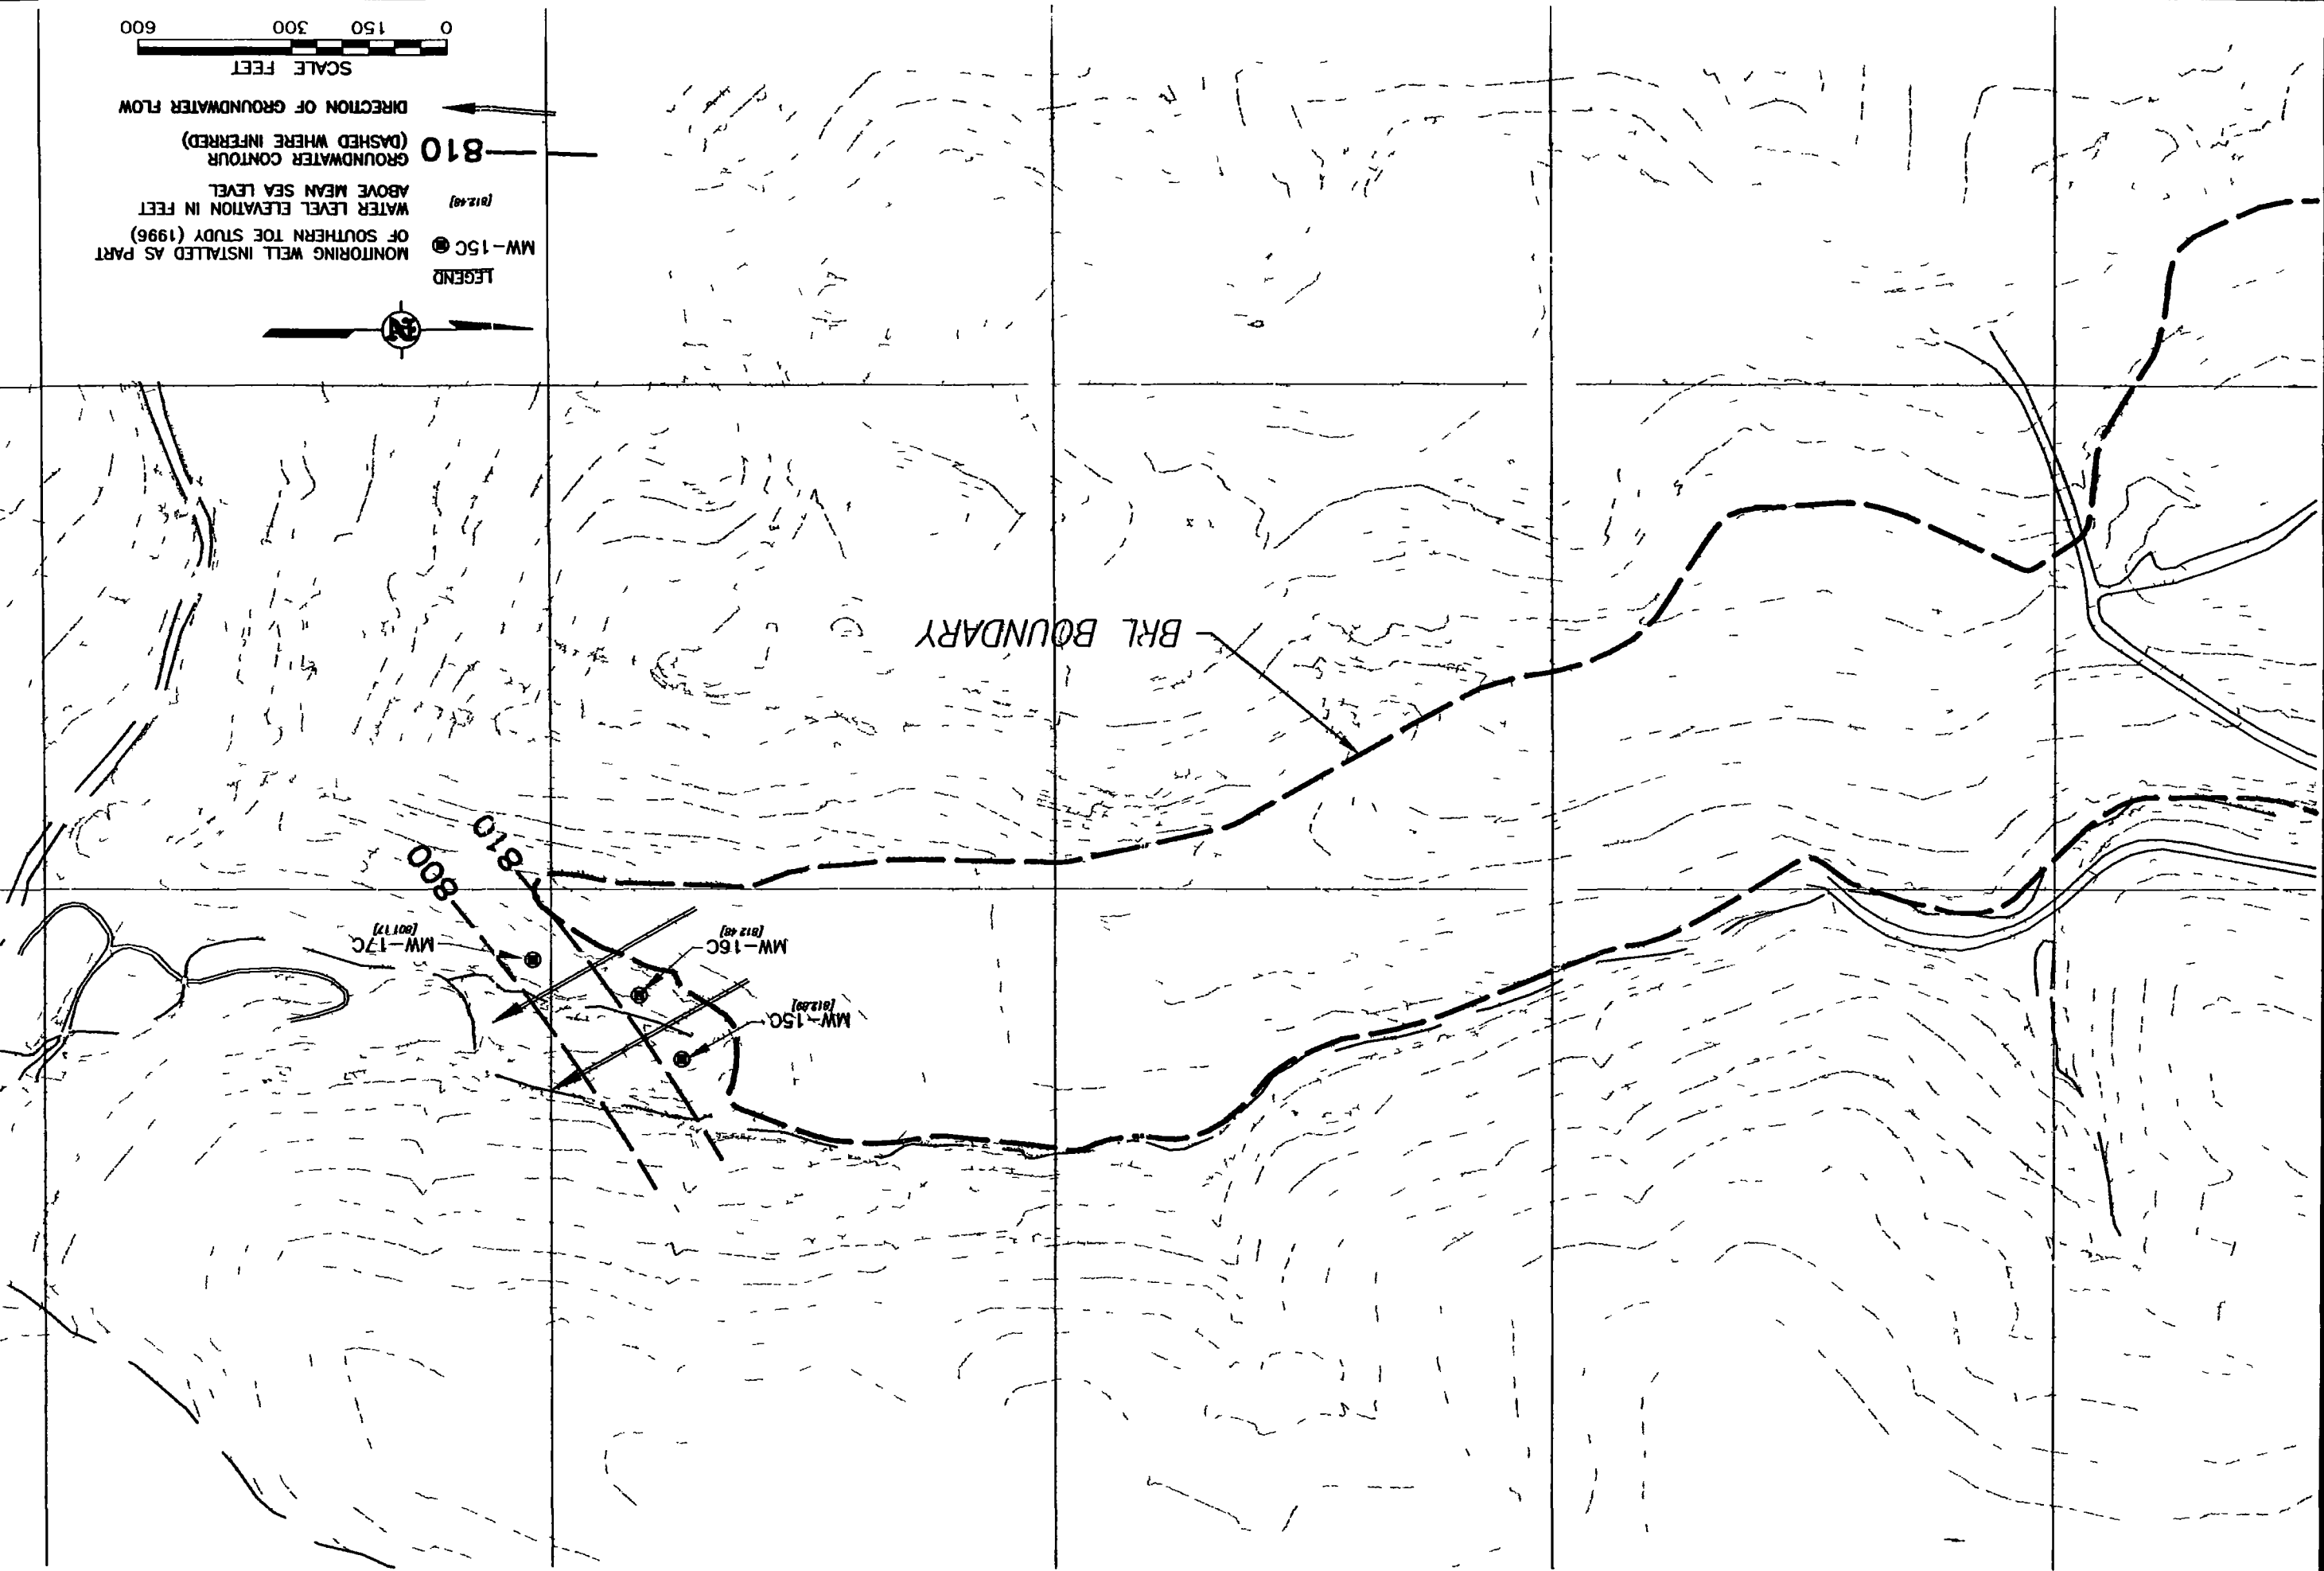 MW-15C
[812.89]
MW-16C
[812.48]
MW-17C
[801.17]
800
810
BRL BOUNDARY
N
LEGEND
MW-15C
MONITORING WELL INSTALLED AS PART
OF SOUTHERN TOE STUDY (1996)
[812.48]
WATER LEVEL ELEVATION IN FEET
ABOVE MEAN SEA LEVEL
810
GROUNDWATER CONTOUR
(DASHED WHERE INFERRED)
DIRECTION OF GROUNDWATER FLOW
SCALE FEET
0 150 300 600